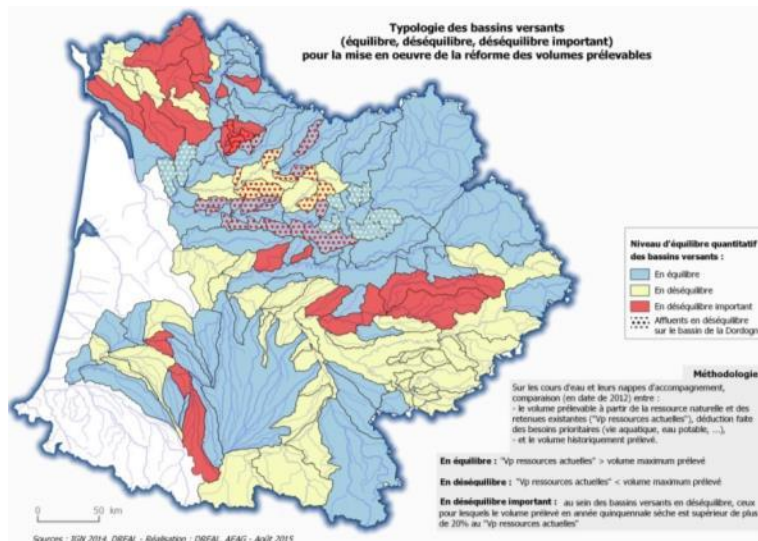 Typologie des bassins versants
(équilibre, déséquilibre, déséquilibre important)
pour la mise en oeuvre de la réforme des volumes prélevables
Niveau d'équilibre quantitatif
des bassins versants :
En équilibre
En déséquilibre
En déséquilibre important
Affluents en déséquilibre
sur le bassin de la Dordogn
Méthodologie
Sur les cours d'eau et leurs nappes d'accompagnement,
comparaison (en date de 2012) entre :
- le volume prélevable à partir de la ressource naturelle et des
retenues existantes ("Vp ressources actuelles"), déduction faite
des besoins prioritaires (vie aquatique, eau potable, ...),
- et le volume historiquement prélevé.
En équilibre : "Vp ressources actuelles" > volume maximum prélevé
En déséquilibre : "Vp ressources actuelles" < volume maximum prélevé
En déséquilibre important : au sein des bassins versants en déséquilibre, ceux
pour lesquels le volume prélevé en année quinquennale sèche est supérieur de plus
de 20% au "Vp ressources actuelles"
0 50 km
Sources : IGN 2014, DREAL - Réalisation : DREAL, AEAG - Août 2015